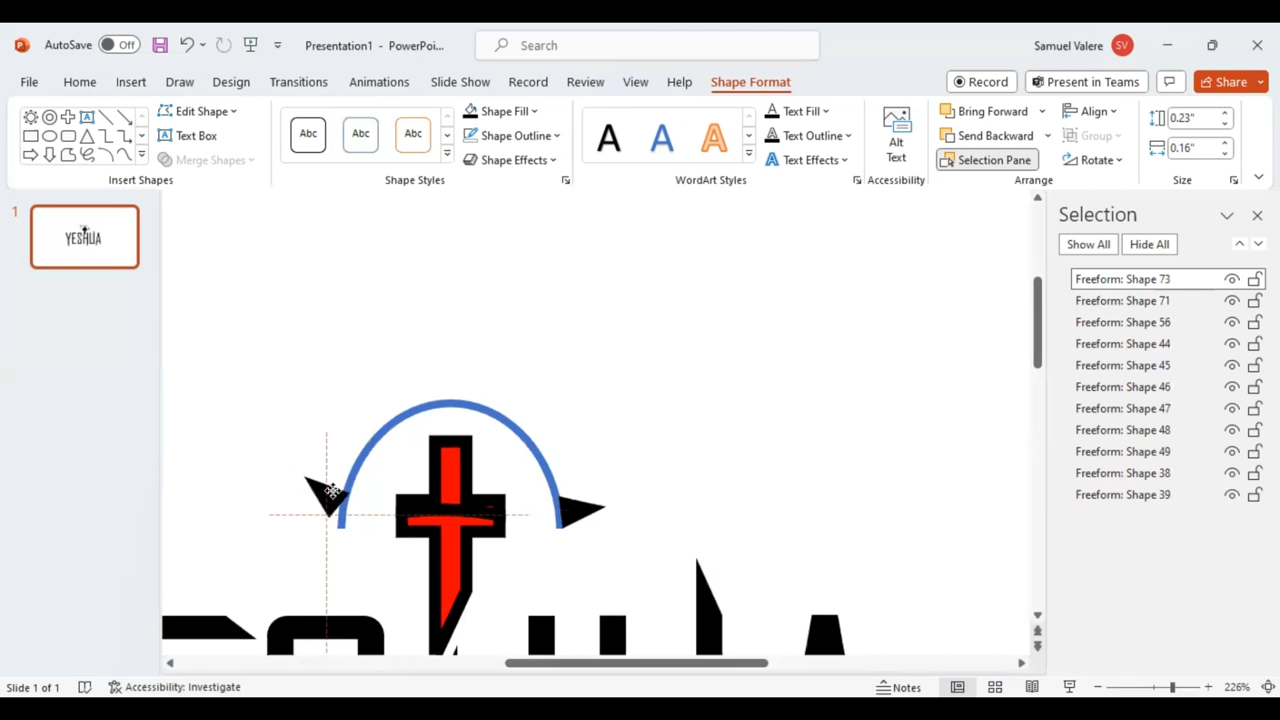 AutoSave Off Presentation1 - PowerPoi... Search Samuel Valere SV
File Home Insert Draw Design Transitions Animations Slide Show Record Review View Help Shape Format Record Present in Teams Share
Edit Shape Text Box Merge Shapes
Insert Shapes
Abc Abc Abc
Shape Fill Shape Outline Shape Effects
Shape Styles
A A A
Text Fill Text Outline Text Effects
WordArt Styles
Alt Text
Accessibility
Bring Forward Send Backward Selection Pane Align Group Rotate
Arrange
0.23"
0.16"
Size
1
YESHUA
Selection
Show All Hide All
Freeform: Shape 73
Freeform: Shape 71
Freeform: Shape 56
Freeform: Shape 44
Freeform: Shape 45
Freeform: Shape 46
Freeform: Shape 47
Freeform: Shape 48
Freeform: Shape 49
Freeform: Shape 38
Freeform: Shape 39
Slide 1 of 1 Accessibility: Investigate Notes 226%